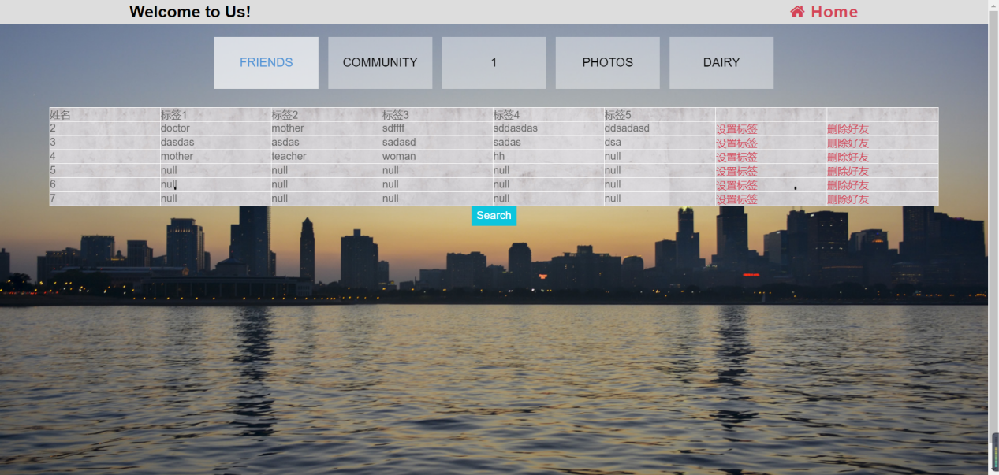 Welcome to Us! Home
FRIENDS COMMUNITY 1 PHOTOS DAIRY
姓名 标签1 标签2 标签3 标签4 标签5
2 doctor mother sdffff sddasdas ddsadasd 设置标签 删除好友
3 dasdas asdas sadasd sadas dsa 设置标签 删除好友
4 mother teacher woman hh null 设置标签 删除好友
5 null null null null null 设置标签 删除好友
6 null null null null null 设置标签 删除好友
7 null null null null null 设置标签 删除好友
Search